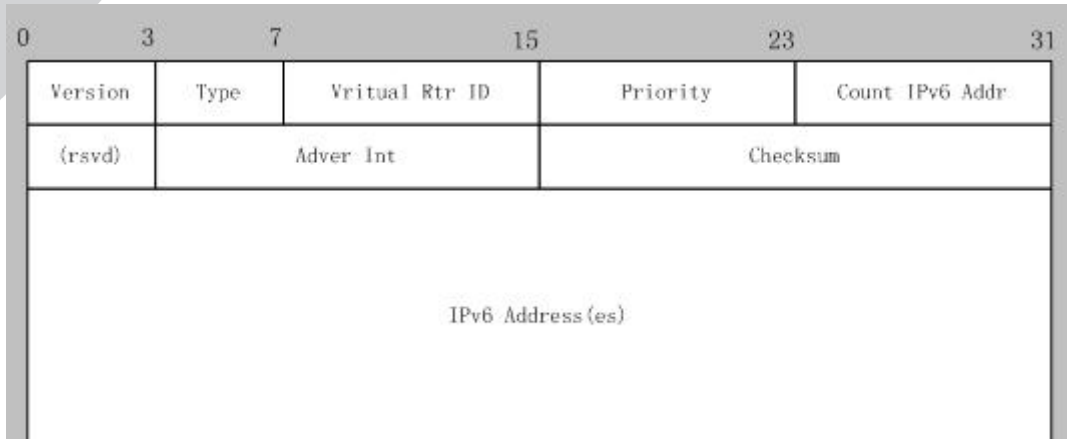 0 3 7 15 23 31
Version Type Vritual Rtr ID Priority Count IPv6 Addr
(rsvd) Adver Int Checksum
IPv6 Address(es)